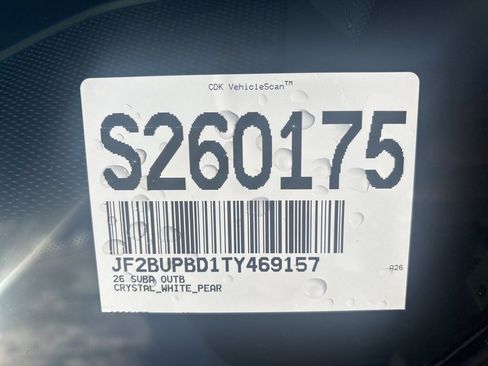 CDK VehicleScan™
S260175
JF2BUPBD1TY469157
A26
26 SUBA OUTB
CRYSTAL_WHITE_PEAR